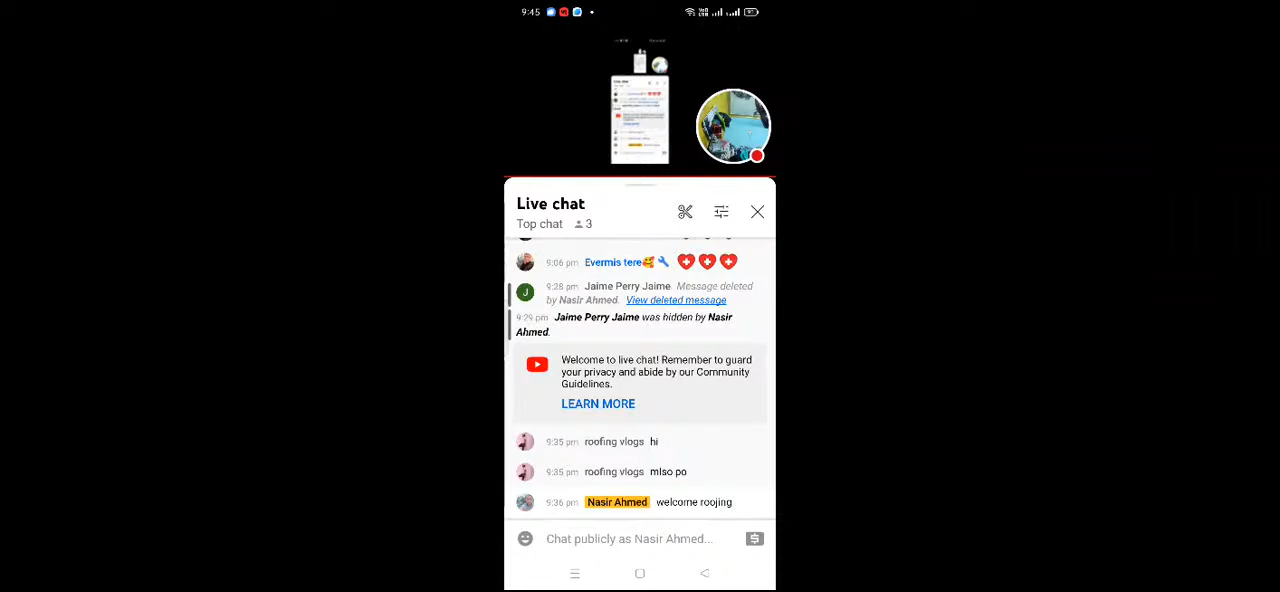 9:45
Live chat
Top chat 3
9:06 pm Evermis tere
9:28 pm Jaime Perry Jaime Message deleted
by Nasir Ahmed. View deleted message
9:29 pm Jaime Perry Jaime was hidden by Nasir
Ahmed.
Welcome to live chat! Remember to guard
your privacy and abide by our Community
Guidelines.
LEARN MORE
9:35 pm roofing vlogs hi
9:35 pm roofing vlogs mlso po
9:36 pm Nasir Ahmed welcome roojing
Chat publicly as Nasir Ahmed...